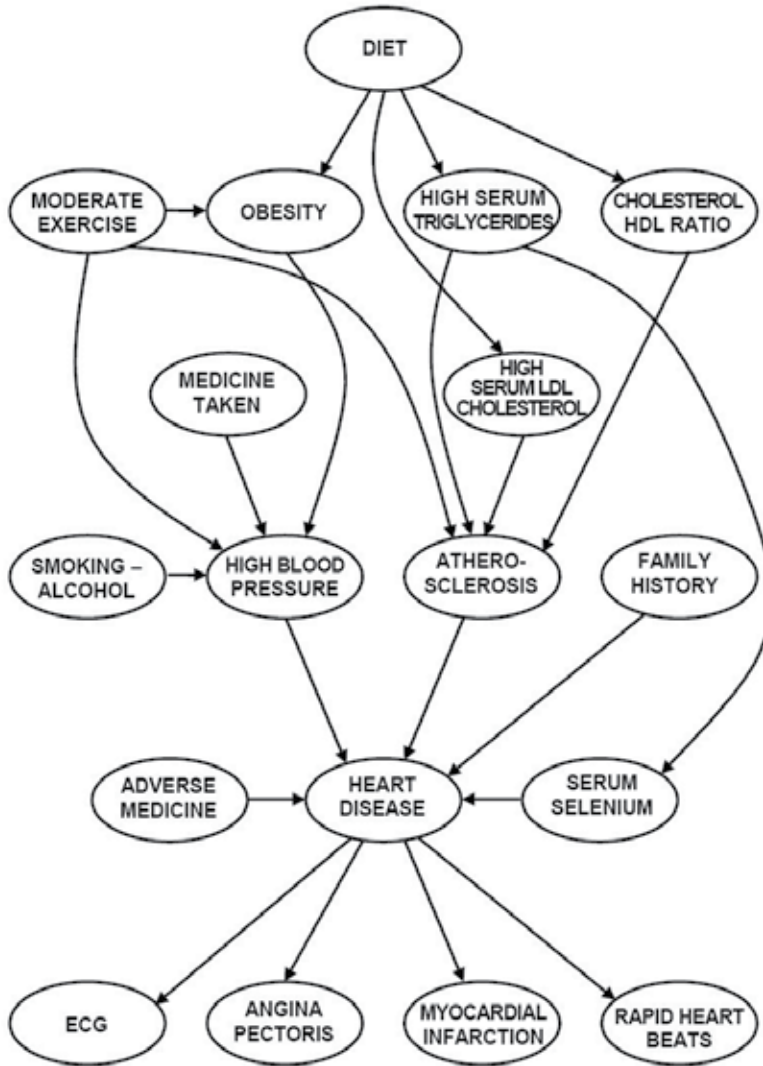 DIET
MODERATE
EXERCISE
OBESITY
HIGH SERUM
TRIGLYCERIDES
CHOLESTEROL
HDL RATIO
MEDICINE
TAKEN
HIGH
SERUM LDL
CHOLESTEROL
SMOKING –
ALCOHOL
HIGH BLOOD
PRESSURE
ATHERO-
SCLEROSIS
FAMILY
HISTORY
ADVERSE
MEDICINE
HEART
DISEASE
SERUM
SELENIUM
ECG
ANGINA
PECTORIS
MYOCARDIAL
INFARCTION
RAPID HEART
BEATS